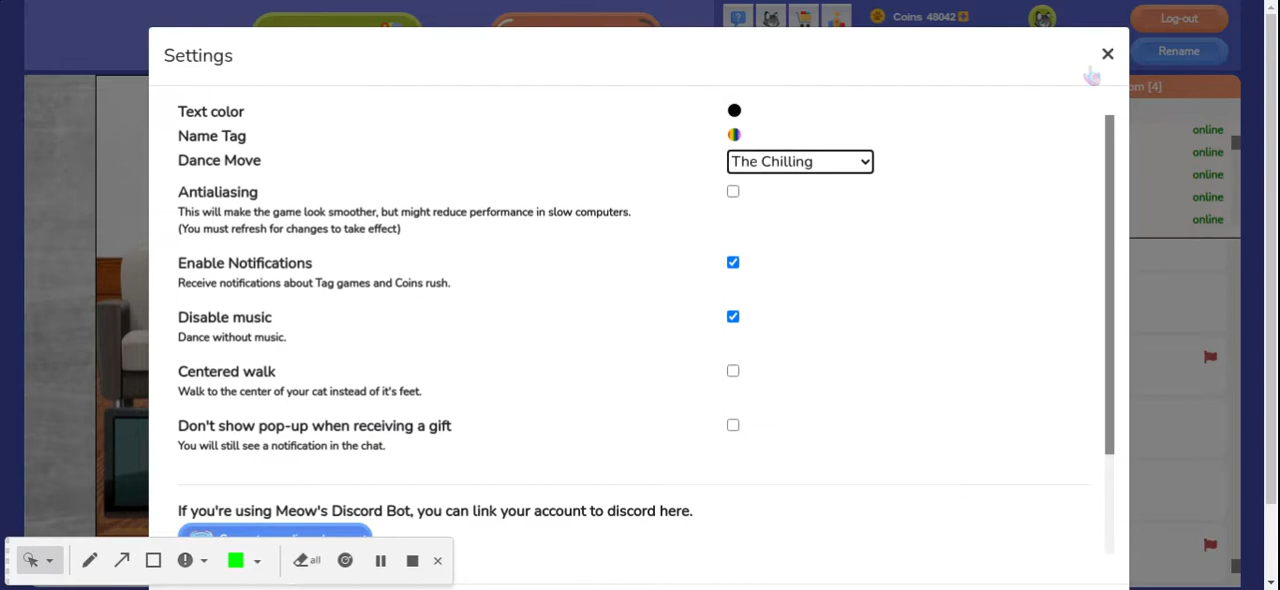 Coins 48042
Log-out
Rename
Settings
om [4]
Text color
Name Tag
Dance Move
The Chilling
Antialiasing
This will make the game look smoother, but might reduce performance in slow computers.
(You must refresh for changes to take effect)
Enable Notifications
Receive notifications about Tag games and Coins rush.
Disable music
Dance without music.
Centered walk
Walk to the center of your cat instead of it's feet.
Don't show pop-up when receiving a gift
You will still see a notification in the chat.
If you're using Meow's Discord Bot, you can link your account to discord here.
online
online
online
online
online
all